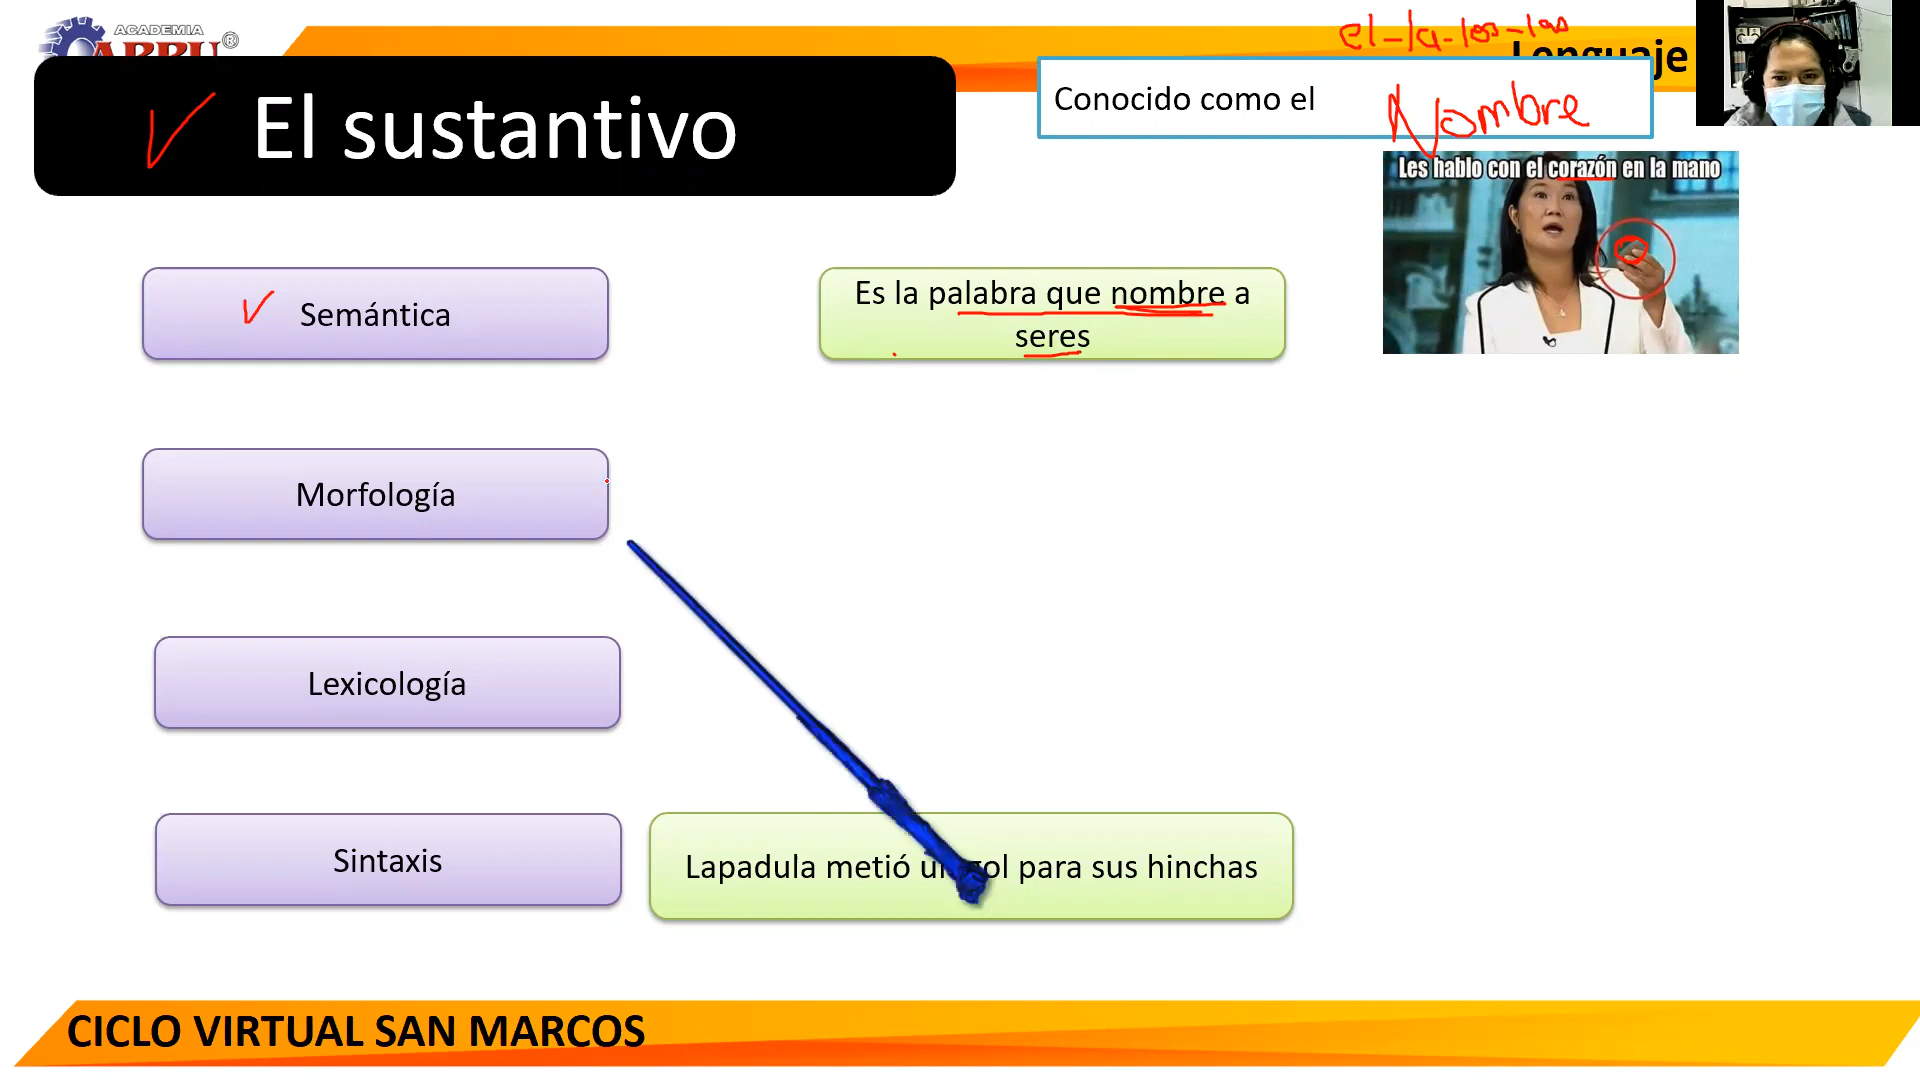 ACADEMIA
®
el-la-los-las
Lenguaje
El sustantivo
Conocido como el
Nombre
Les hablo con el corazón en la mano
Semántica
Es la palabra que nombre a
seres
Morfología
Lexicología
Sintaxis
Lapadula metió un gol para sus hinchas
CICLO VIRTUAL SAN MARCOS